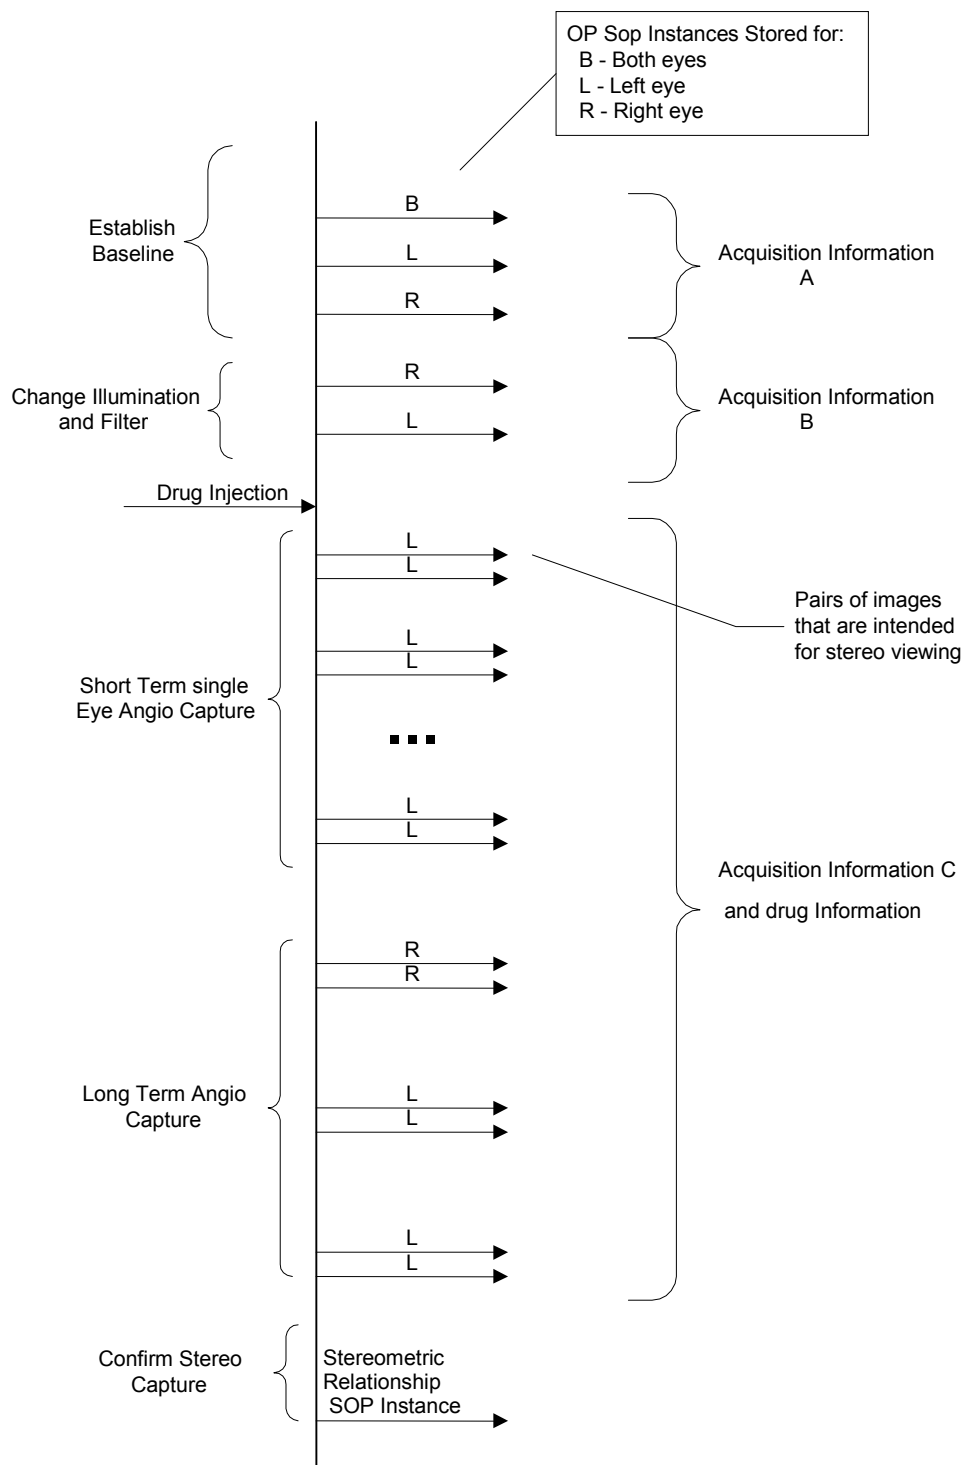 OP Sop Instances Stored for:
B - Both eyes
L - Left eye
R - Right eye
B
Establish
Baseline
L
Acquisition Information
A
R
R
Change Illumination
and Filter
Acquisition Information
B
L
Drug Injection
L
L
Pairs of images
that are intended
for stereo viewing
L
L
Short Term single
Eye Angio Capture
L
L
Acquisition Information C
and drug Information
R
R
Long Term Angio
Capture
L
L
L
L
Confirm Stereo
Capture
Stereometric
Relationship
SOP Instance